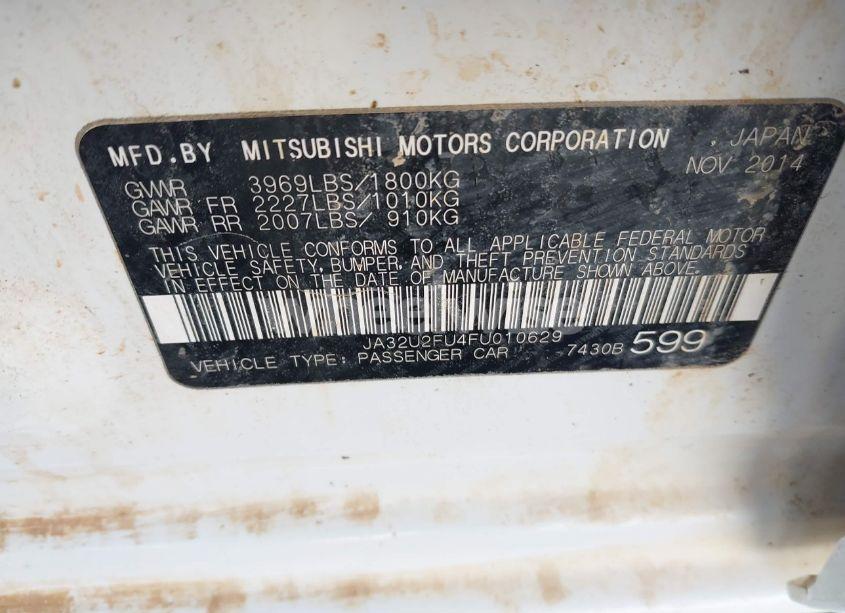 MFD.BY MITSUBISHI MOTORS CORPORATION , JAPAN
NOV 2014
GVWR 3969LBS/1800KG
GAWR FR 2227LBS/1010KG
GAWR RR 2007LBS/ 910KG
THIS VEHICLE CONFORMS TO ALL APPLICABLE FEDERAL MOTOR
VEHICLE SAFETY,BUMPER,AND THEFT PREVENTION STANDARDS
IN EFFECT ON THE DATE OF MANUFACTURE SHOWN ABOVE.
JA32U2FU4FU010629
VEHICLE TYPE: PASSENGER CAR 7430B 599